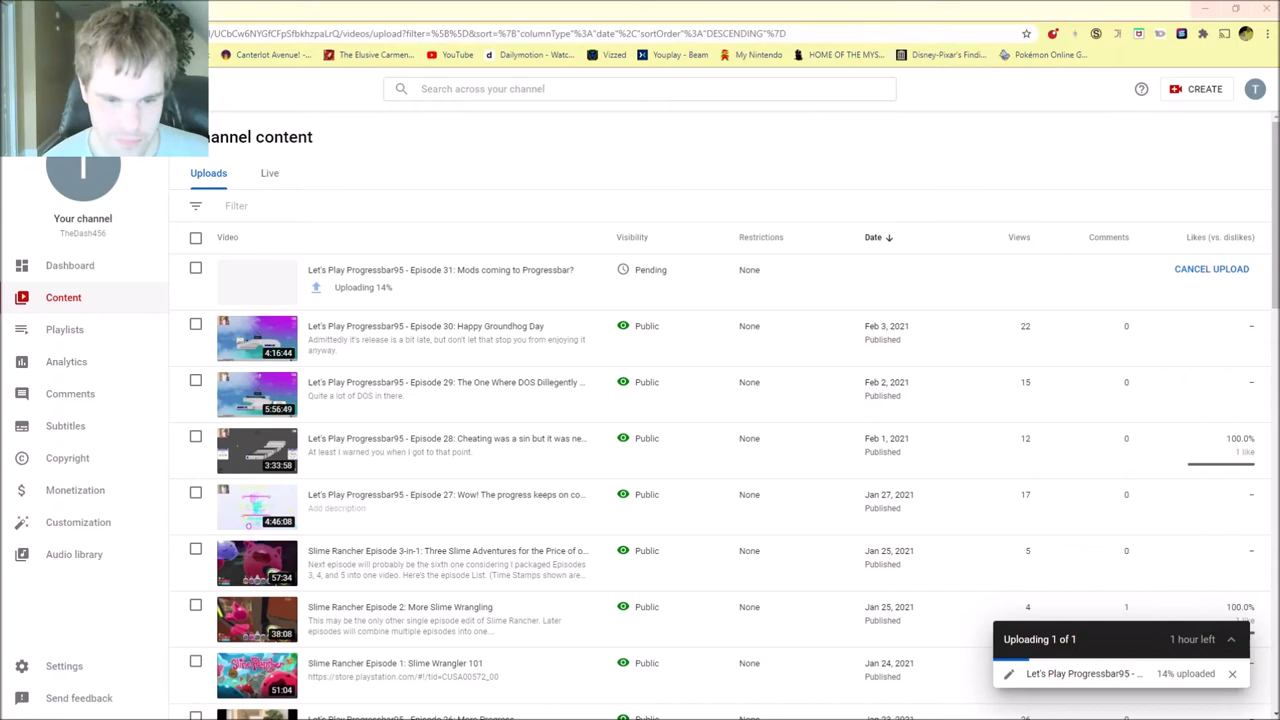 /UCbCw6NYGfCFpSfbkhzpaLrQ/videos/upload?filter=%5B%5D&sort=%7B"columnType"%3A"date"%2C"sortOrder"%3A"DESCENDING"%7D
Canterlot Avenue! -... The Elusive Carmen... YouTube Dailymotion - Watc... Vizzed Youplay - Beam My Nintendo HOME OF THE MYS... Disney-Pixar's Findi... Pokémon Online G...
Search across your channel
CREATE
T
annel content
Uploads Live
Filter
Your channel
TheDash456
Dashboard
Content
Playlists
Analytics
Comments
Subtitles
Copyright
Monetization
Customization
Audio library
Settings
Send feedback
Video Visibility Restrictions Date Views Comments Likes (vs. dislikes)
Let's Play Progressbar95 - Episode 31: Mods coming to Progressbar? Pending None CANCEL UPLOAD
Uploading 14%
Let's Play Progressbar95 - Episode 30: Happy Groundhog Day Public None Feb 3, 2021 22 0 –
Admittedly it's release is a bit late, but don't let that stop you from enjoying it Published
anyway.
4:16:44
Let's Play Progressbar95 - Episode 29: The One Where DOS Dillegently ... Public None Feb 2, 2021 15 0 –
Quite a lot of DOS in there. Published
5:56:49
Let's Play Progressbar95 - Episode 28: Cheating was a sin but it was ne... Public None Feb 1, 2021 12 0 100.0%
At least I warned you when I got to that point. Published 1 like
3:33:58
Let's Play Progressbar95 - Episode 27: Wow! The progress keeps on co... Public None Jan 27, 2021 17 0 –
Add description Published
4:46:08
Slime Rancher Episode 3-in-1: Three Slime Adventures for the Price of o... Public None Jan 25, 2021 5 0 –
Next episode will probably be the sixth one considering I packaged Episodes Published
3, 4, and 5 into one video. Here's the episode List. (Time Stamps shown are...
57:34
Slime Rancher Episode 2: More Slime Wrangling Public None Jan 25, 2021 4 1 100.0%
This may be the only other single episode edit of Slime Rancher. Later Published
episodes will combine multiple episodes into one...
38:08
Slime Rancher Episode 1: Slime Wrangler 101 Public None Jan 24, 2021
https://store.playstation.com/#!/tid=CUSA00572_00 Published
51:04
Uploading 1 of 1 1 hour left
Let's Play Progressbar95 - ... 14% uploaded